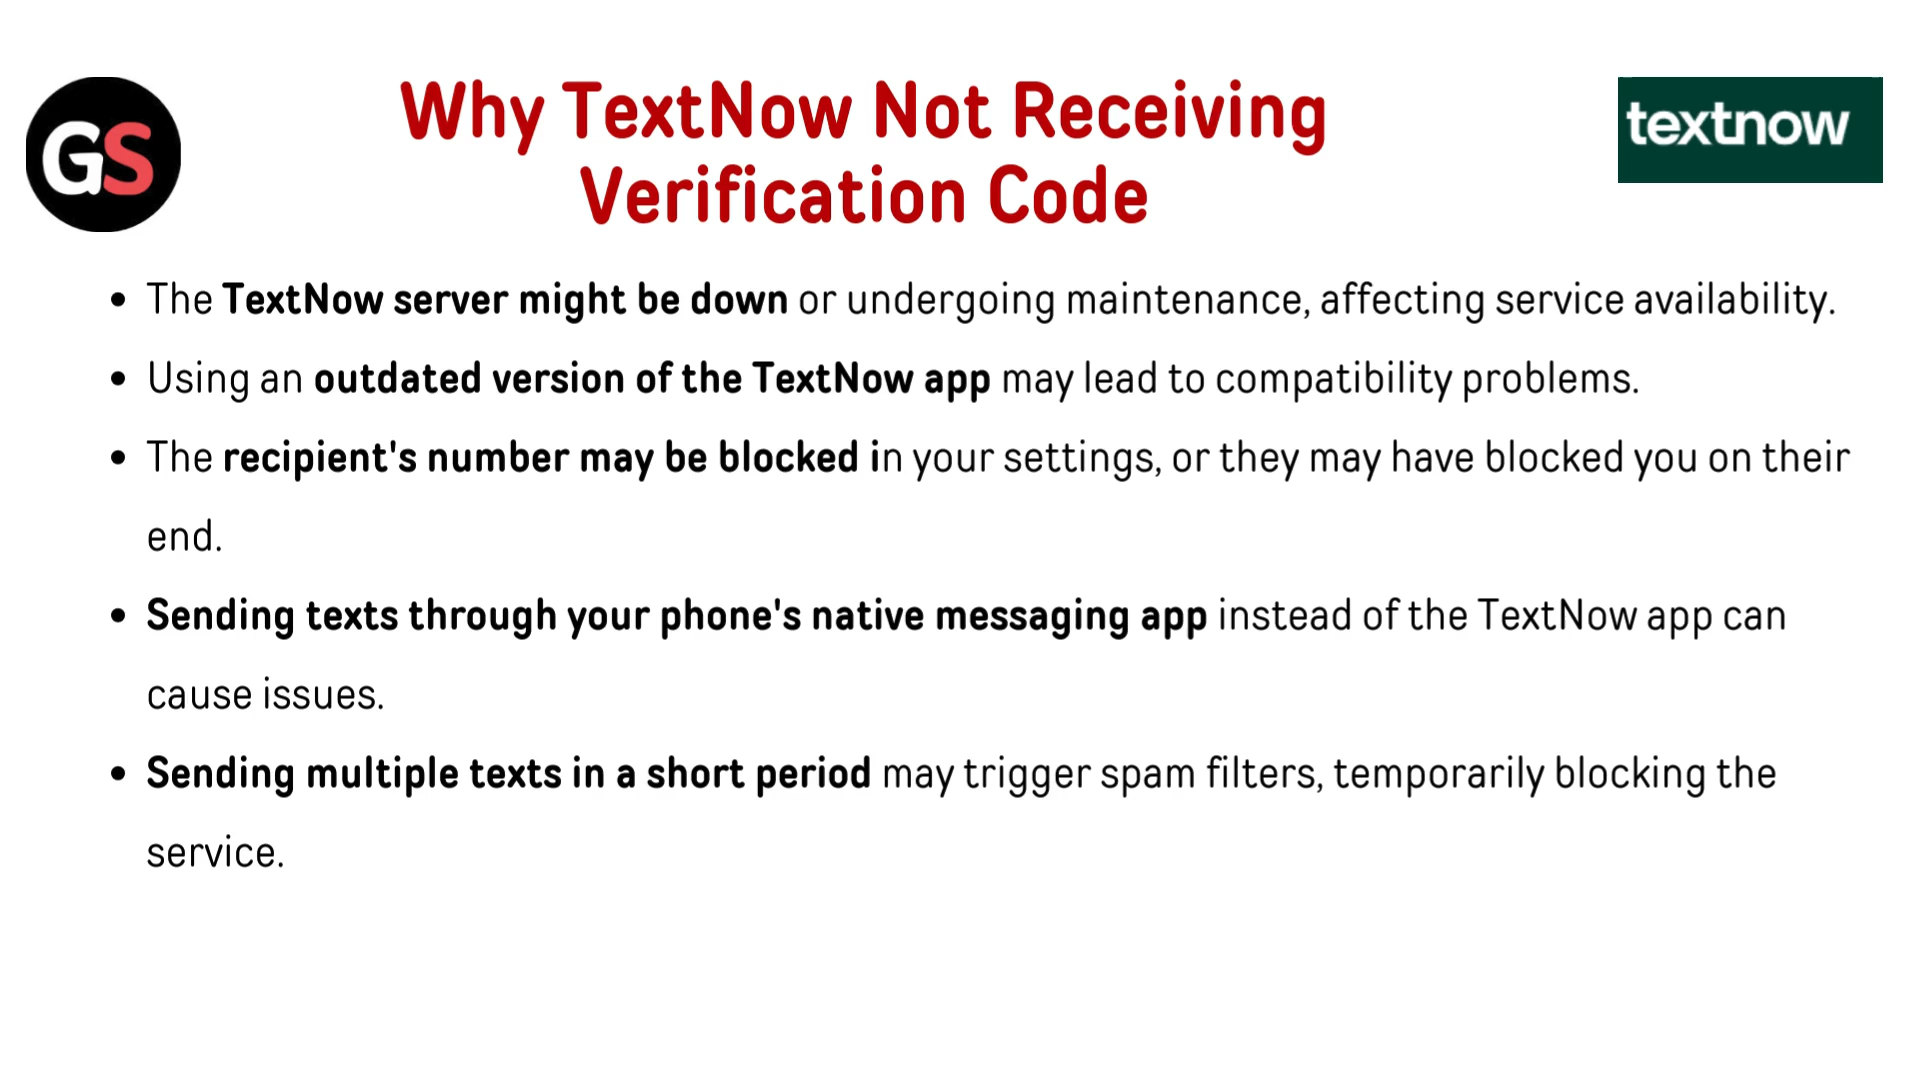 GS
Why TextNow Not Receiving
Verification Code
textnow
• The TextNow server might be down or undergoing maintenance, affecting service availability.
• Using an outdated version of the TextNow app may lead to compatibility problems.
• The recipient's number may be blocked in your settings, or they may have blocked you on their
end.
• Sending texts through your phone's native messaging app instead of the TextNow app can
cause issues.
• Sending multiple texts in a short period may trigger spam filters, temporarily blocking the
service.